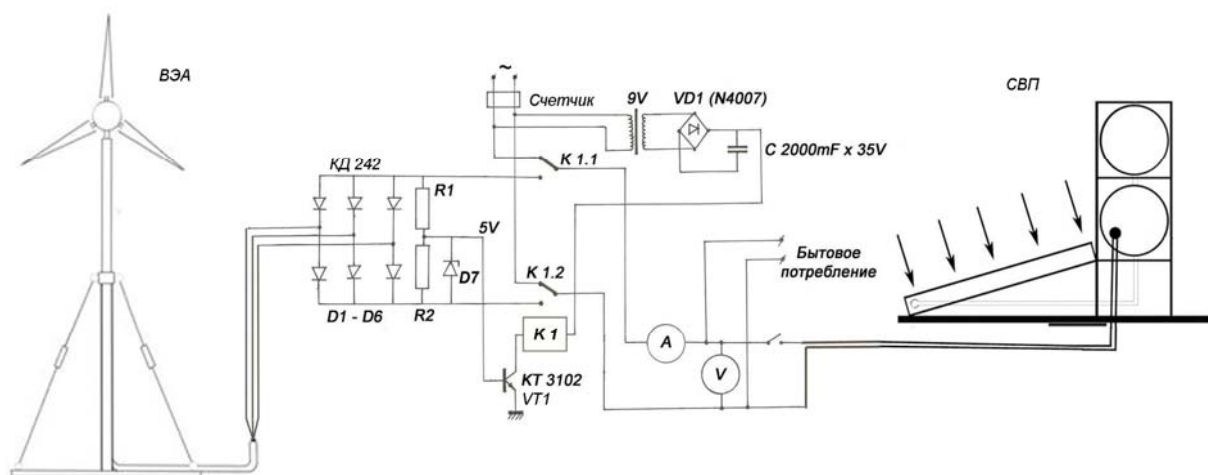 ВЭА
КД 242
R1
5V
D7
D1 - D6
R2
~
Счетчик
9V
VD1 (N4007)
C 2000mF x 35V
K 1.1
K 1.2
K 1
КТ 3102
VT1
A
V
Бытовое
потребление
СВП